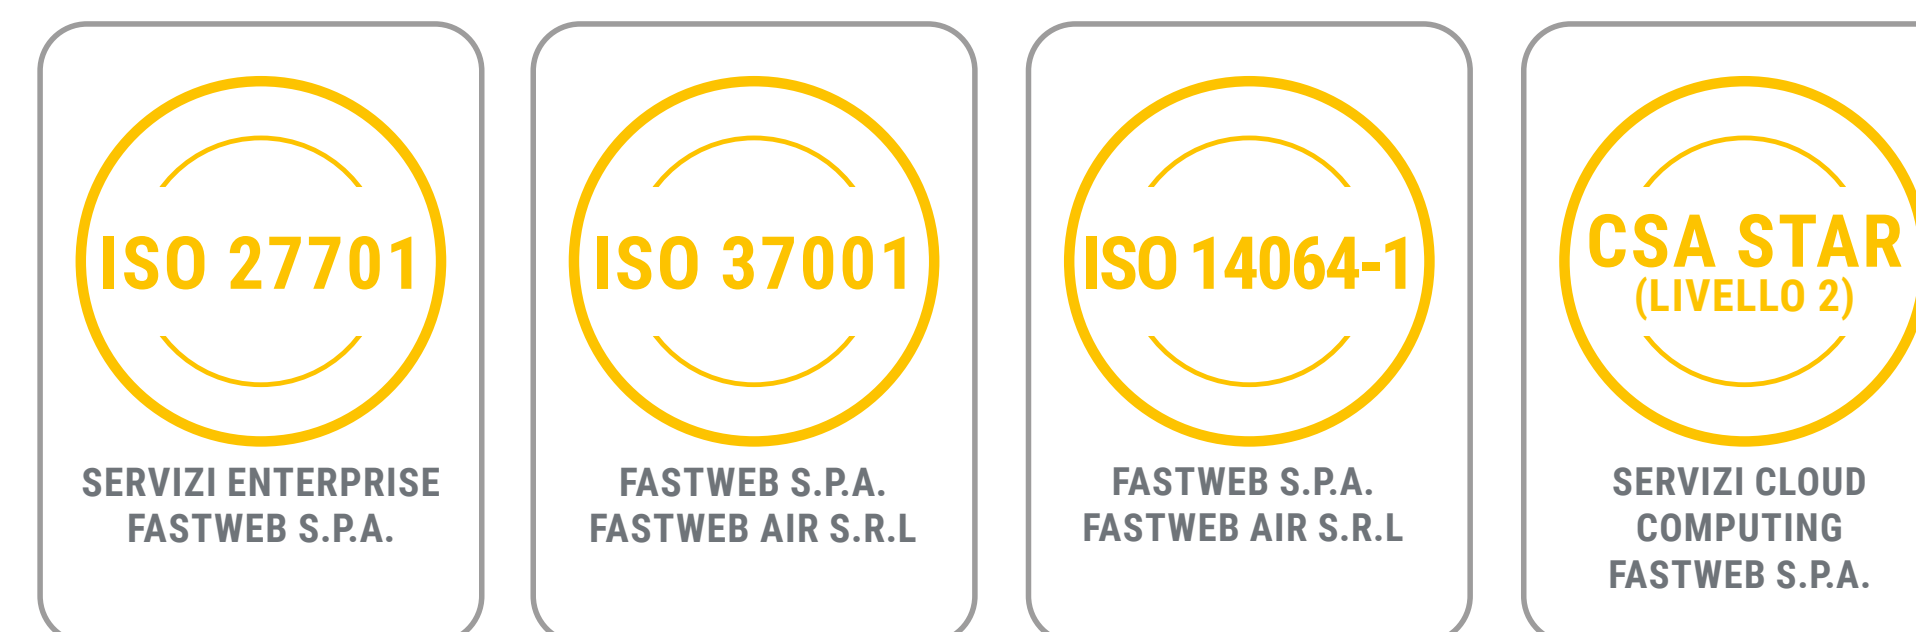 ISO 27701
SERVIZI ENTERPRISE
FASTWEB S.P.A.
ISO 37001
FASTWEB S.P.A.
FASTWEB AIR S.R.L
ISO 14064-1
FASTWEB S.P.A.
FASTWEB AIR S.R.L
CSA STAR
(LIVELLO 2)
SERVIZI CLOUD
COMPUTING
FASTWEB S.P.A.